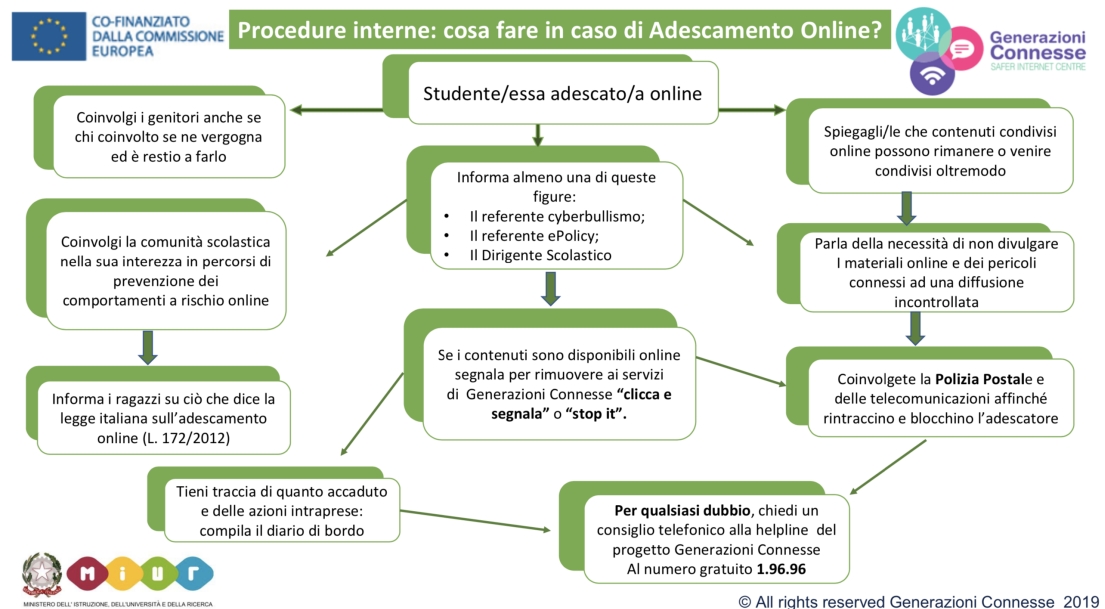 CO-FINANZIATO
DALLA COMMISSIONE
EUROPEA
Procedure interne: cosa fare in caso di Adescamento Online?
Generazioni
Connesse
SAFER INTERNET CENTRE
Studente/essa adescato/a online
Coinvolgi i genitori anche se
chi coinvolto se ne vergogna
ed è restio a farlo
Spiegagli/le che contenuti condivisi
online possono rimanere o venire
condivisi oltremodo
Informa almeno una di queste
figure:
• Il referente cyberbullismo;
• Il referente ePolicy;
• Il Dirigente Scolastico
Coinvolgi la comunità scolastica
nella sua interezza in percorsi di
prevenzione dei
comportamenti a rischio online
Parla della necessità di non divulgare
I materiali online e dei pericoli
connessi ad una diffusione
incontrollata
Se i contenuti sono disponibili online
segnala per rimuovere ai servizi
di Generazioni Connesse “clicca e
segnala” o “stop it”.
Informa i ragazzi su ciò che dice la
legge italiana sull’adescamento
online (L. 172/2012)
Coinvolgete la Polizia Postale e
delle telecomunicazioni affinché
rintraccino e blocchino l’adescatore
Tieni traccia di quanto accaduto
e delle azioni intraprese:
compila il diario di bordo
Per qualsiasi dubbio, chiedi un
consiglio telefonico alla helpline del
progetto Generazioni Connesse
Al numero gratuito 1.96.96
miur
MINISTERO DELL' ISTRUZIONE, DELL'UNIVERSITÀ E DELLA RICERCA
© All rights reserved Generazioni Connesse 2019